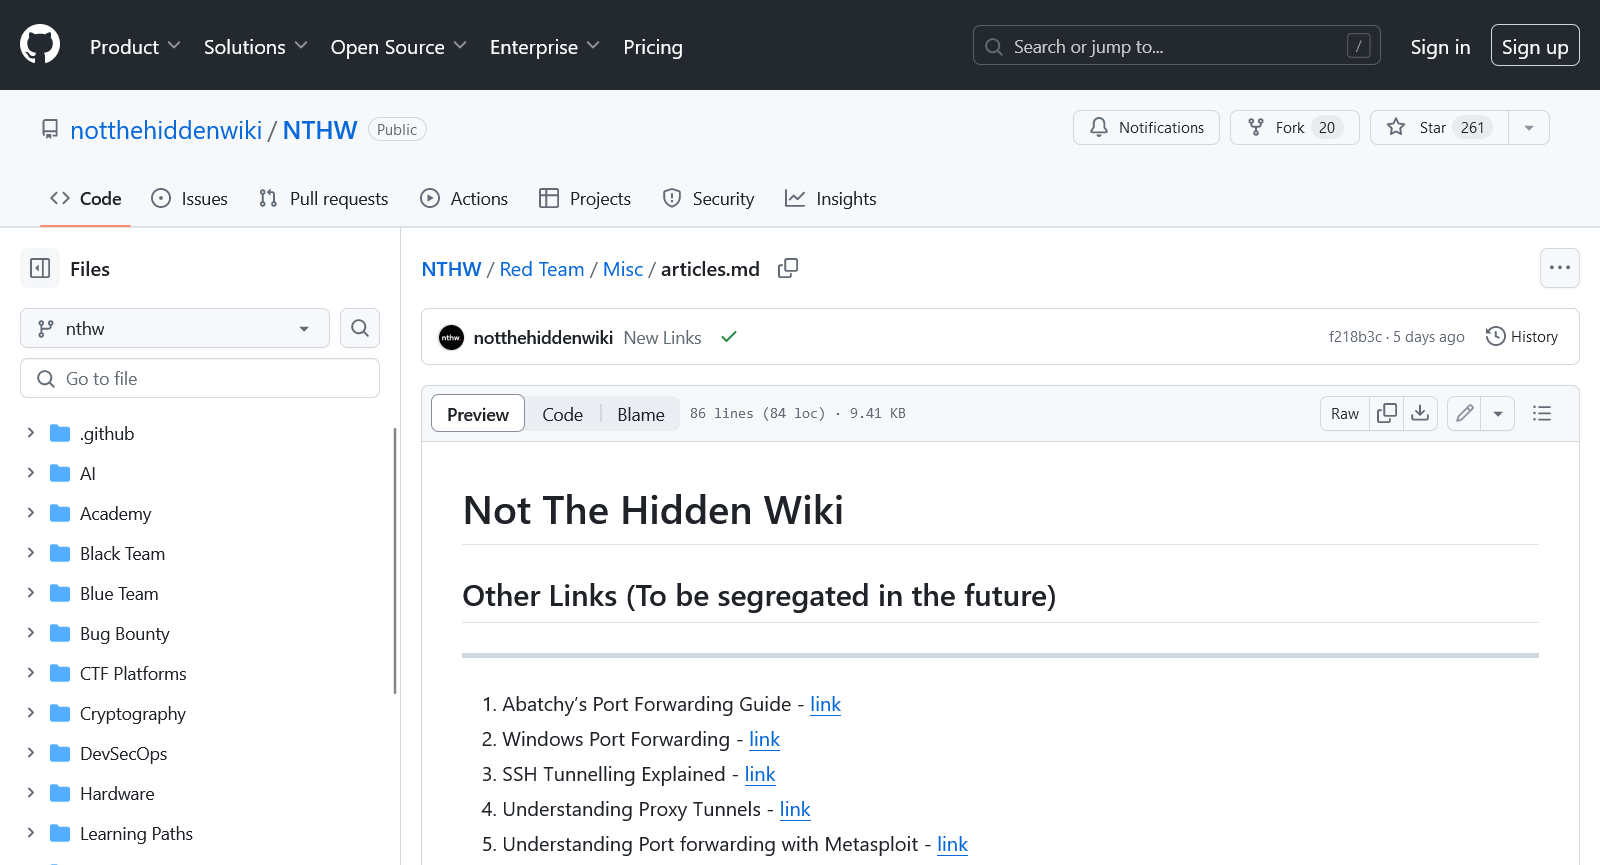 Product Solutions Open Source Enterprise Pricing Search or jump to... / Sign in Sign up
notthehiddenwiki / NTHW Public Notifications Fork 20 Star 261
Code Issues Pull requests Actions Projects Security Insights
Files
nthw
Go to file
.github
AI
Academy
Black Team
Blue Team
Bug Bounty
CTF Platforms
Cryptography
DevSecOps
Hardware
Learning Paths
NTHW / Red Team / Misc / articles.md
nthw notthehiddenwiki New Links f218b3c · 5 days ago History
Preview Code Blame 86 lines (84 loc) · 9.41 KB Raw
Not The Hidden Wiki
Other Links (To be segregated in the future)
1. Abatchy’s Port Forwarding Guide - link
2. Windows Port Forwarding - link
3. SSH Tunnelling Explained - link
4. Understanding Proxy Tunnels - link
5. Understanding Port forwarding with Metasploit - link